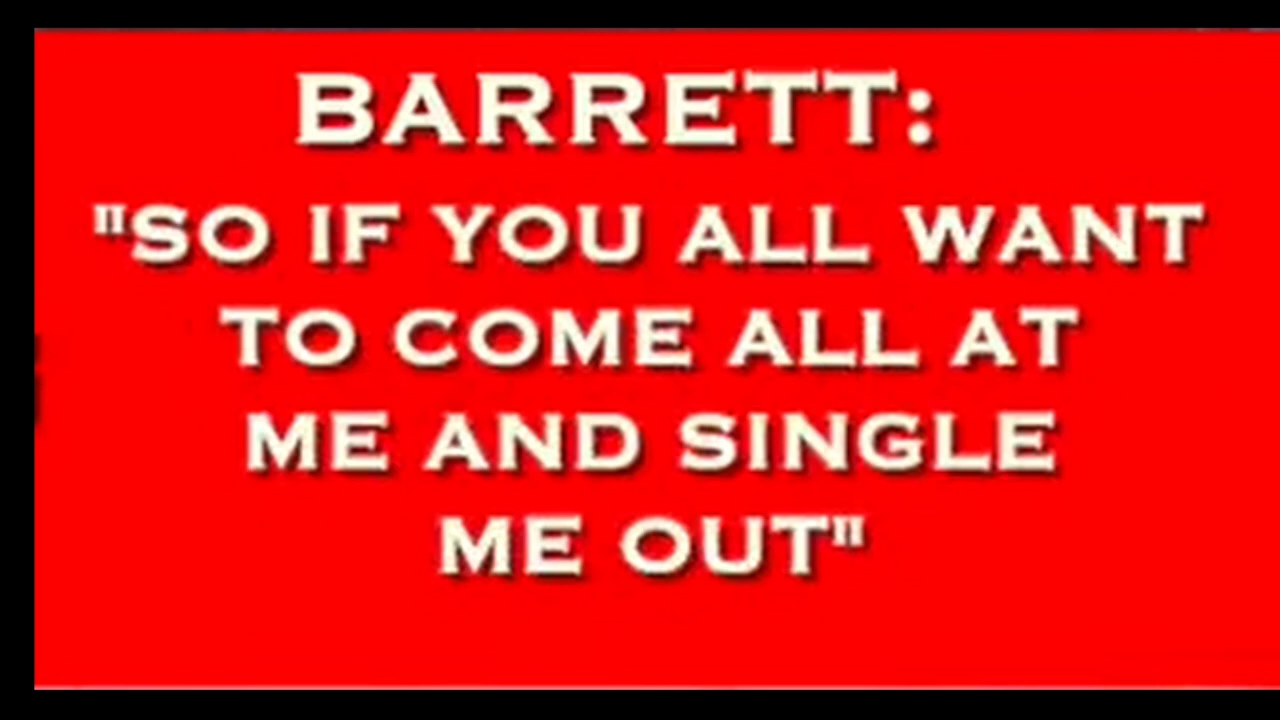 BARRETT:
"SO IF YOU ALL WANT
TO COME ALL AT
ME AND SINGLE
ME OUT"